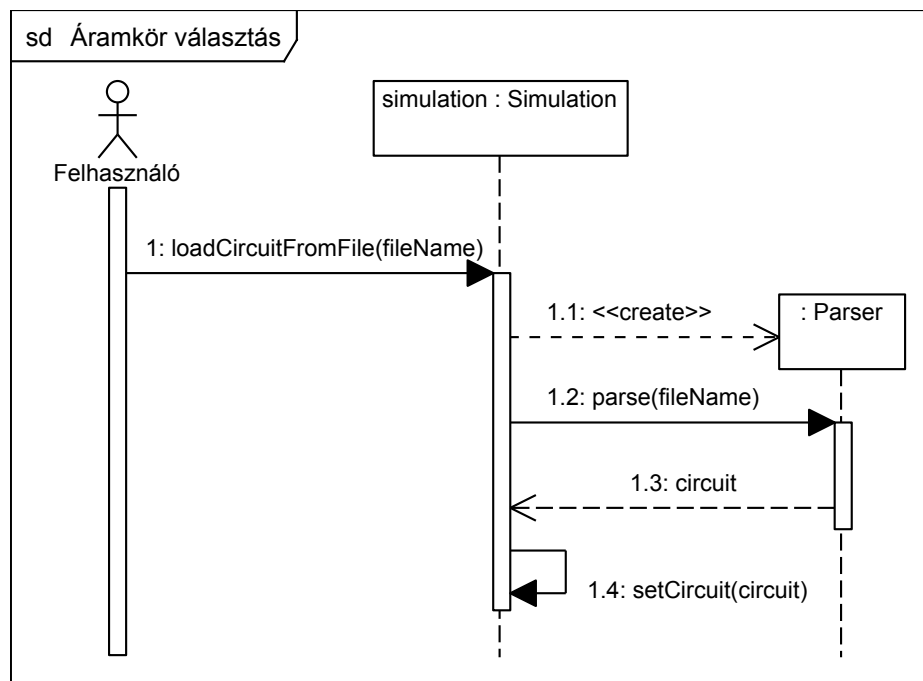 sd Áramkör választás
simulation : Simulation
Felhasználó
1: loadCircuitFromFile(fileName)
1.1: <<create>>
: Parser
1.2: parse(fileName)
1.3: circuit
1.4: setCircuit(circuit)